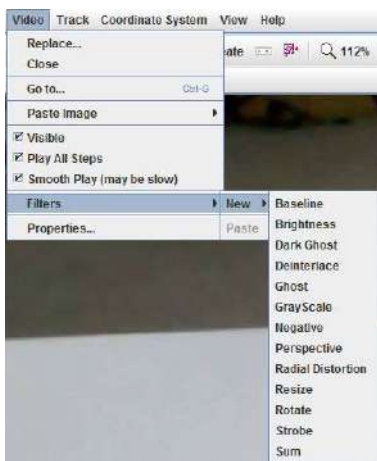 Video Track Coordinate System View Help
Replace...
ate 112%
Close
Go to... Ctrl-G
Paste Image
Visible
Play All Steps
Smooth Play (may be slow)
Filters New Baseline
Properties... Paste Brightness
Dark Ghost
Deinterlace
Ghost
GrayScale
Negative
Perspective
Radial Distortion
Resize
Rotate
Strobe
Sum